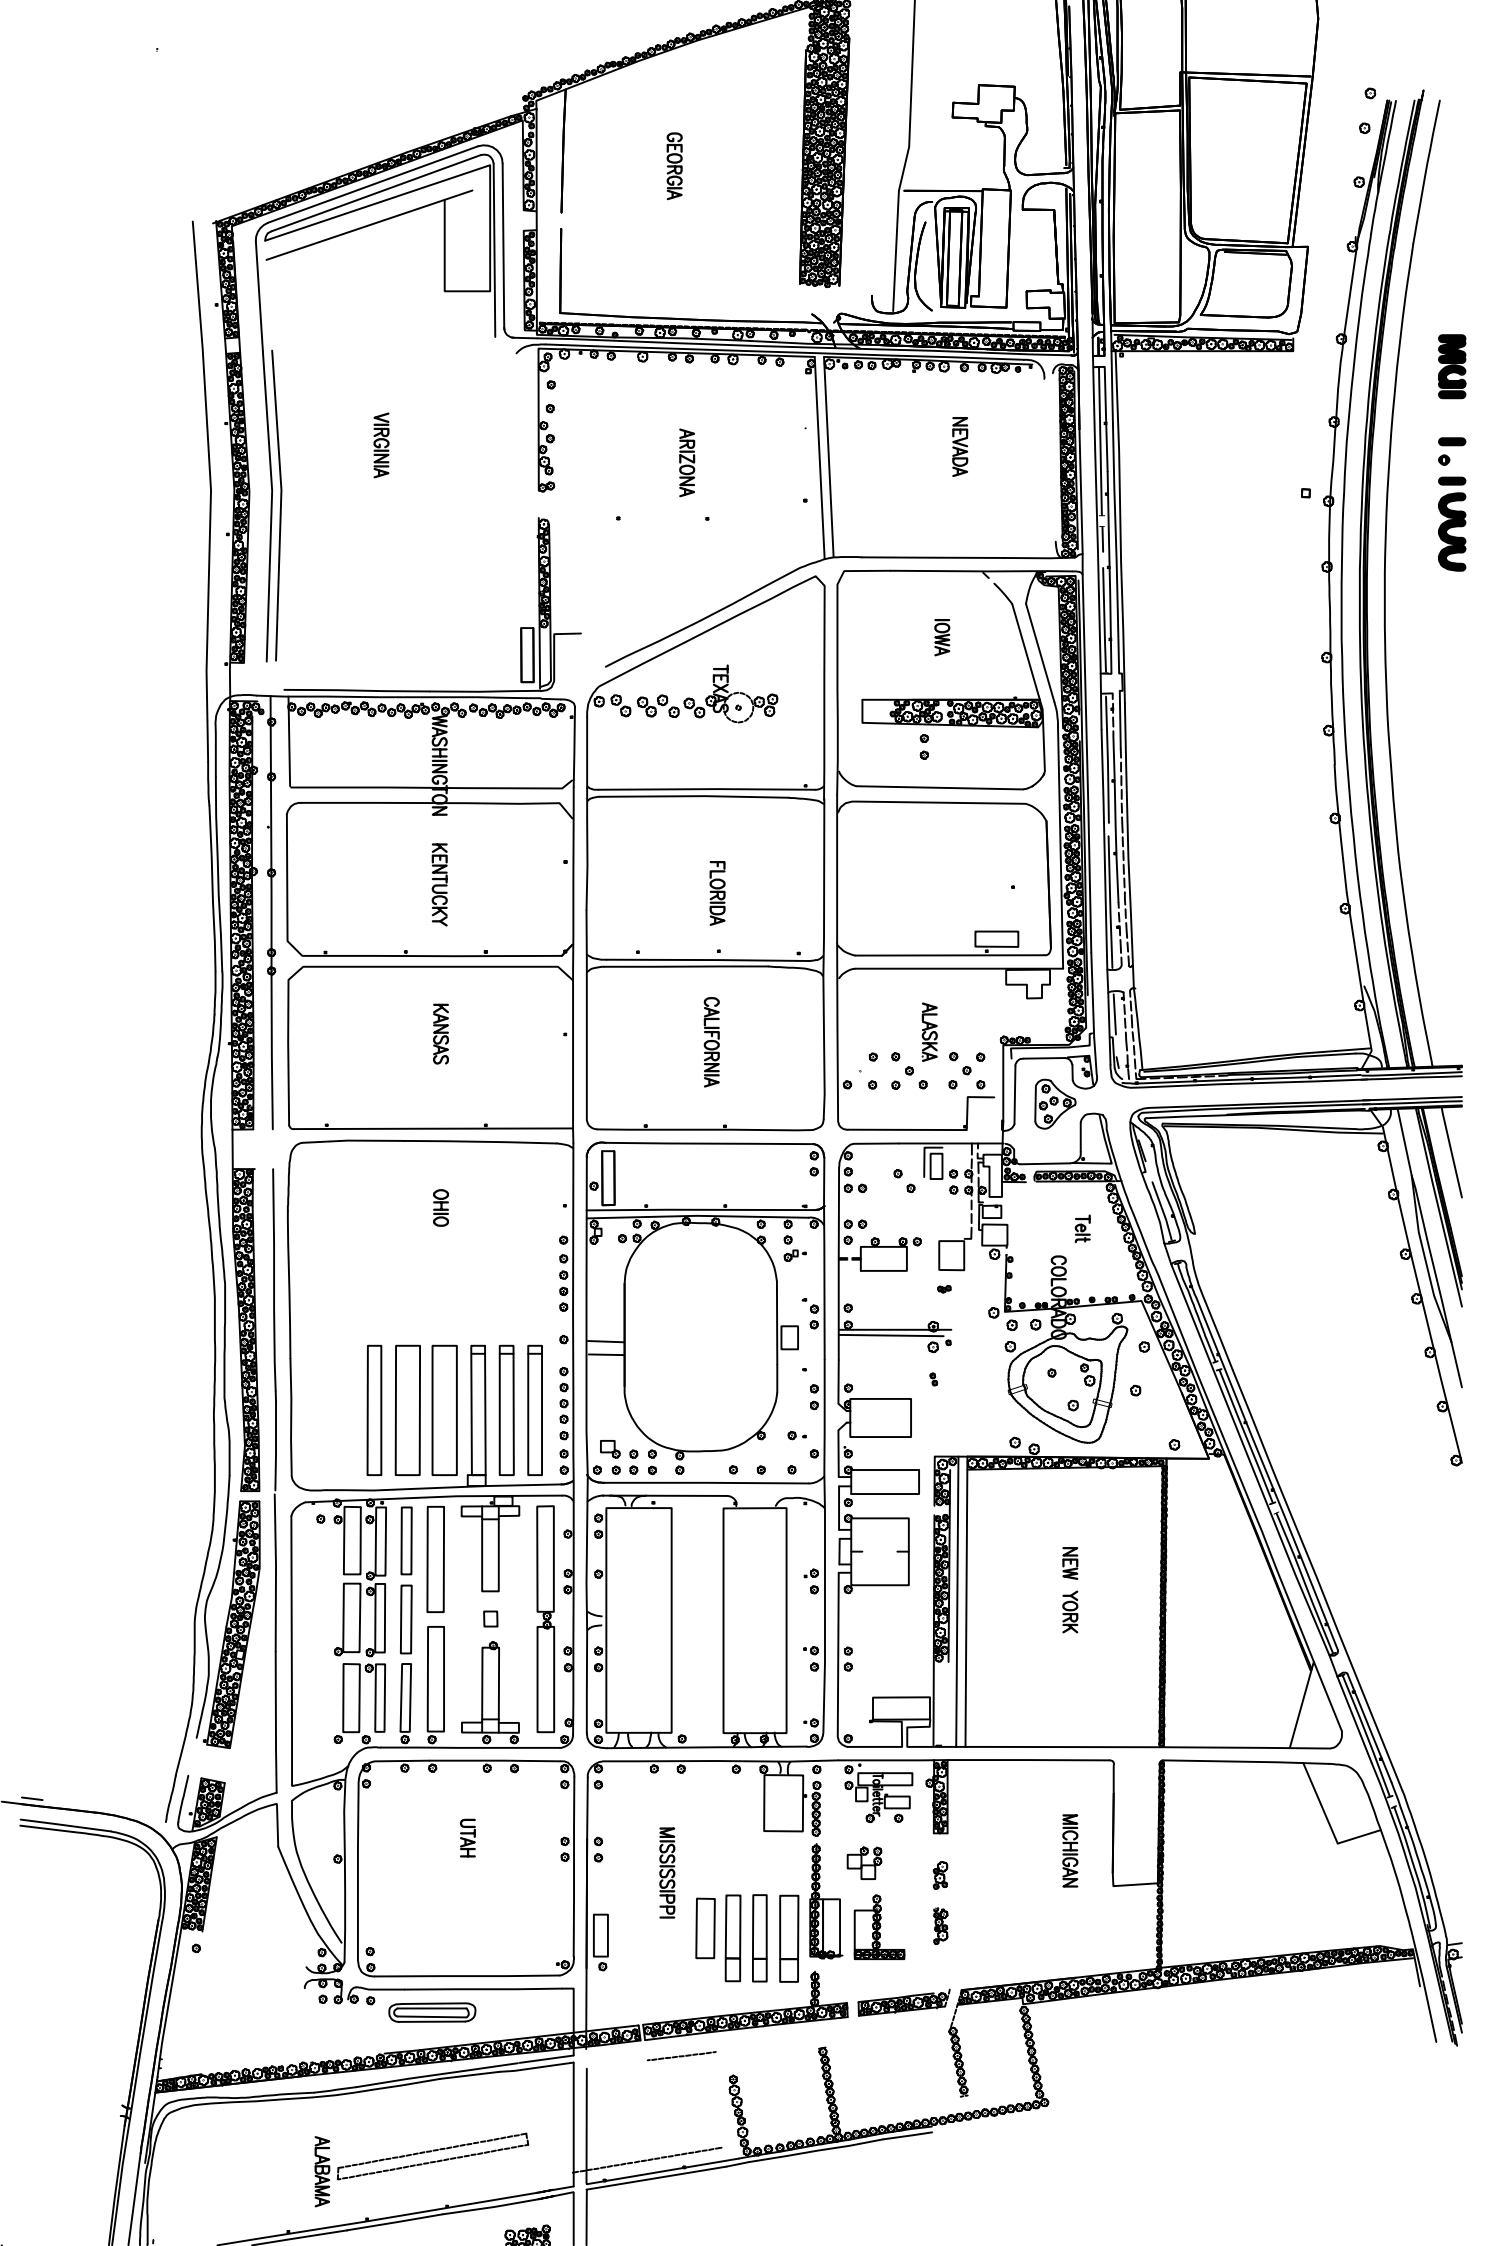 Telt
COLORADO
NEW YORK
MICHIGAN
NEVADA
IOWA
ALASKA
Toiletter
GEORGIA
ARIZONA
TEXAS
FLORIDA
CALIFORNIA
MISSISSIPPI
VIRGINIA
WASHINGTON
KENTUCKY
KANSAS
OHIO
UTAH
ALABAMA